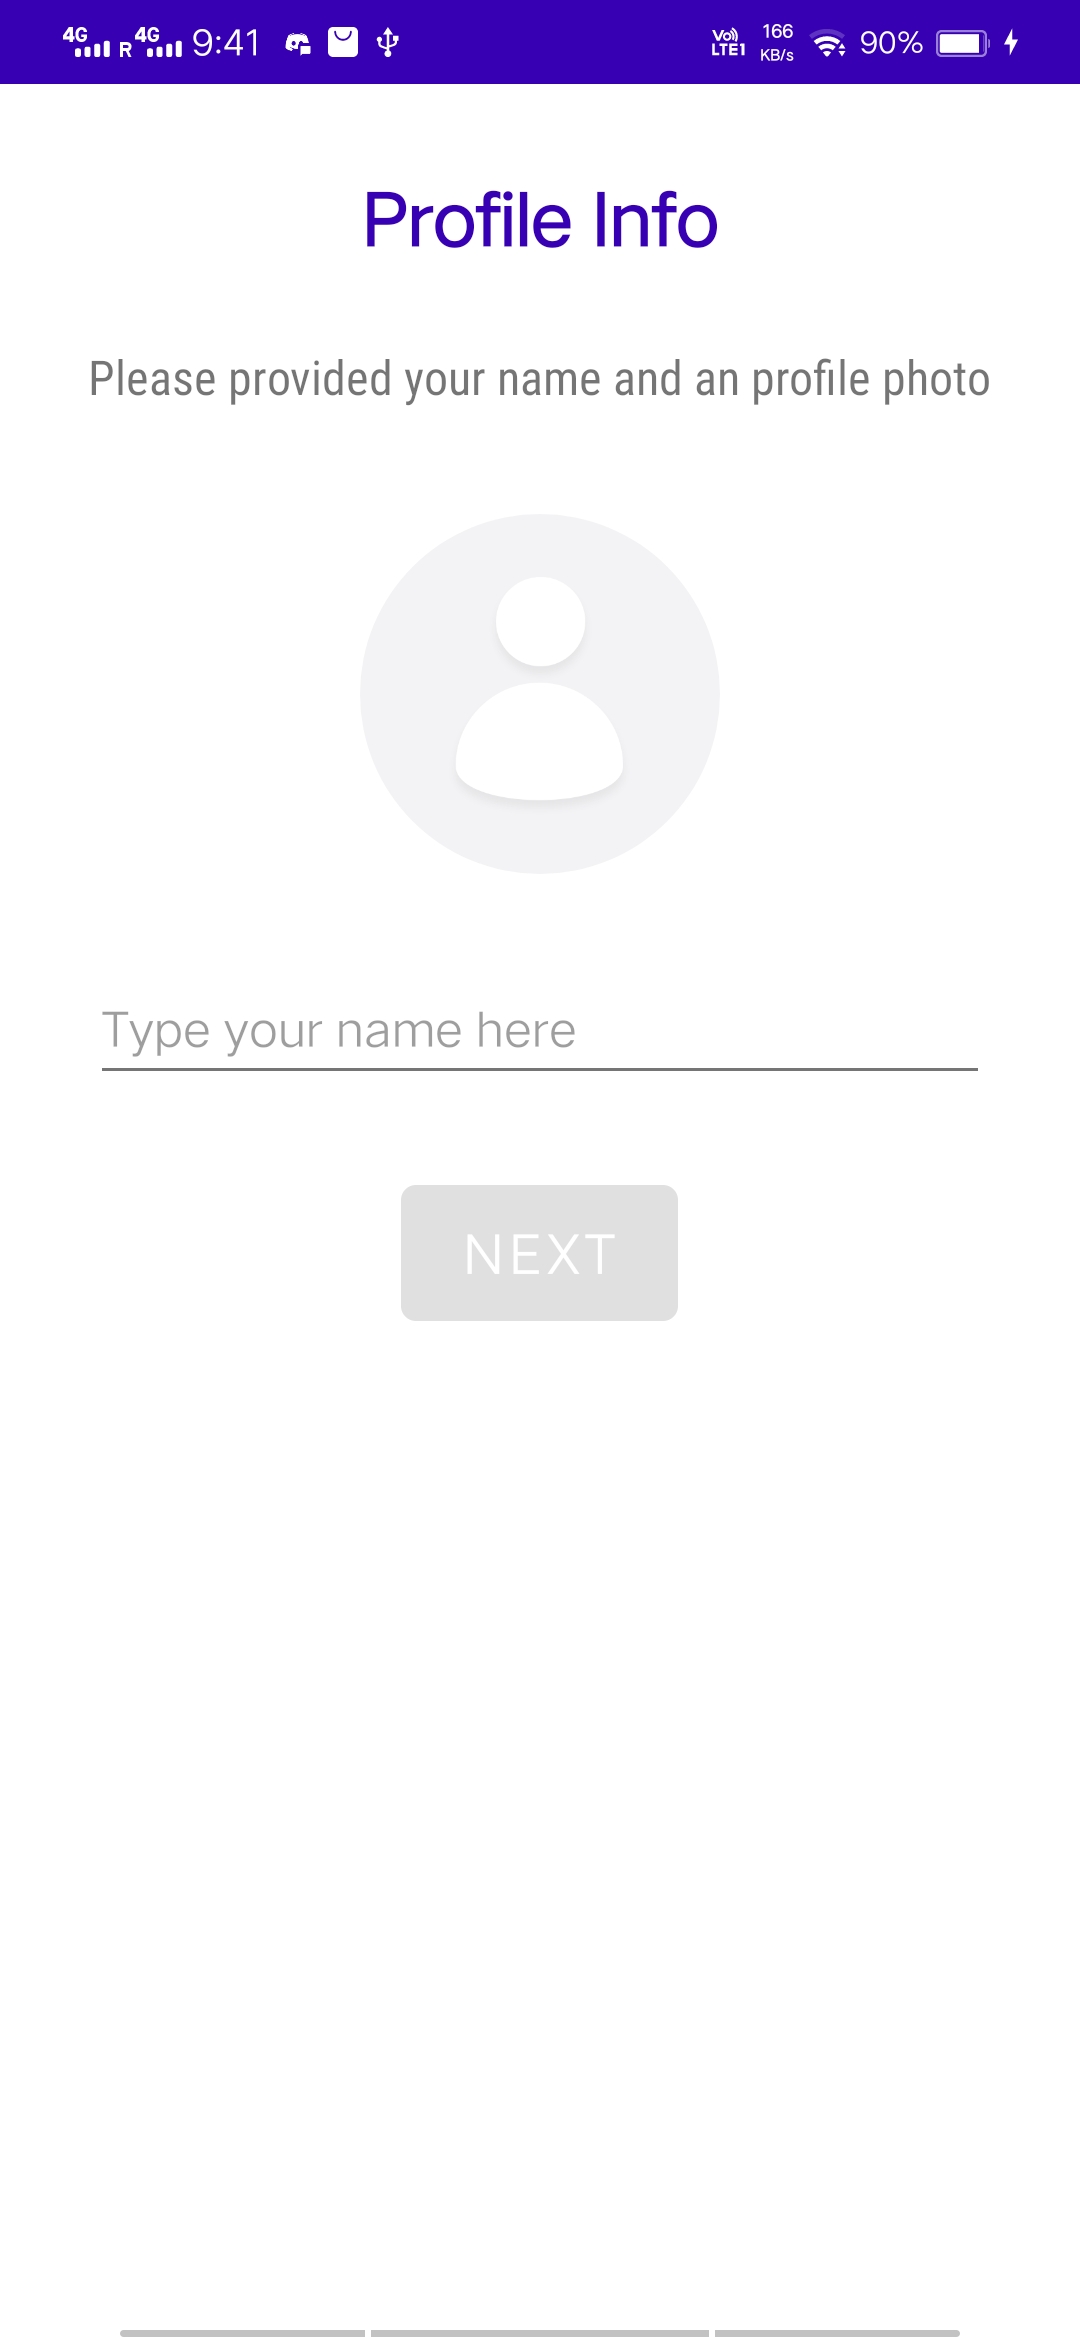 4G R 4G 9:41 Vo LTE1 166 KB/s 90%
Profile Info
Please provided your name and an profile photo
Type your name here
NEXT